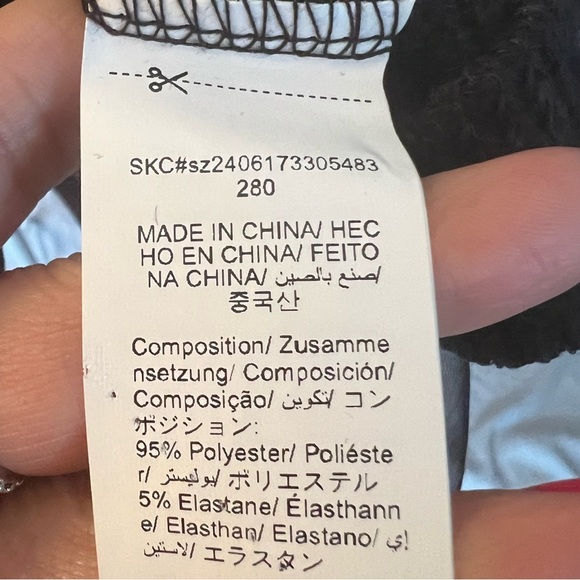 SKC#sz2406173305483
280
MADE IN CHINA/ HEC
HO EN CHINA/ FEITO
NA CHINA/ صنع بالصين/
중국산
Composition/ Zusamme
nsetzung/ Composición/
Composição/ تكوين/ コン
ポジション:
95% Polyester/ Poliéste
r/ بوليستر/ ポリエステル
5% Elastane/ Élasthann
e/ Elasthan/ Elastano/ إي
لاستين/ エラスタン